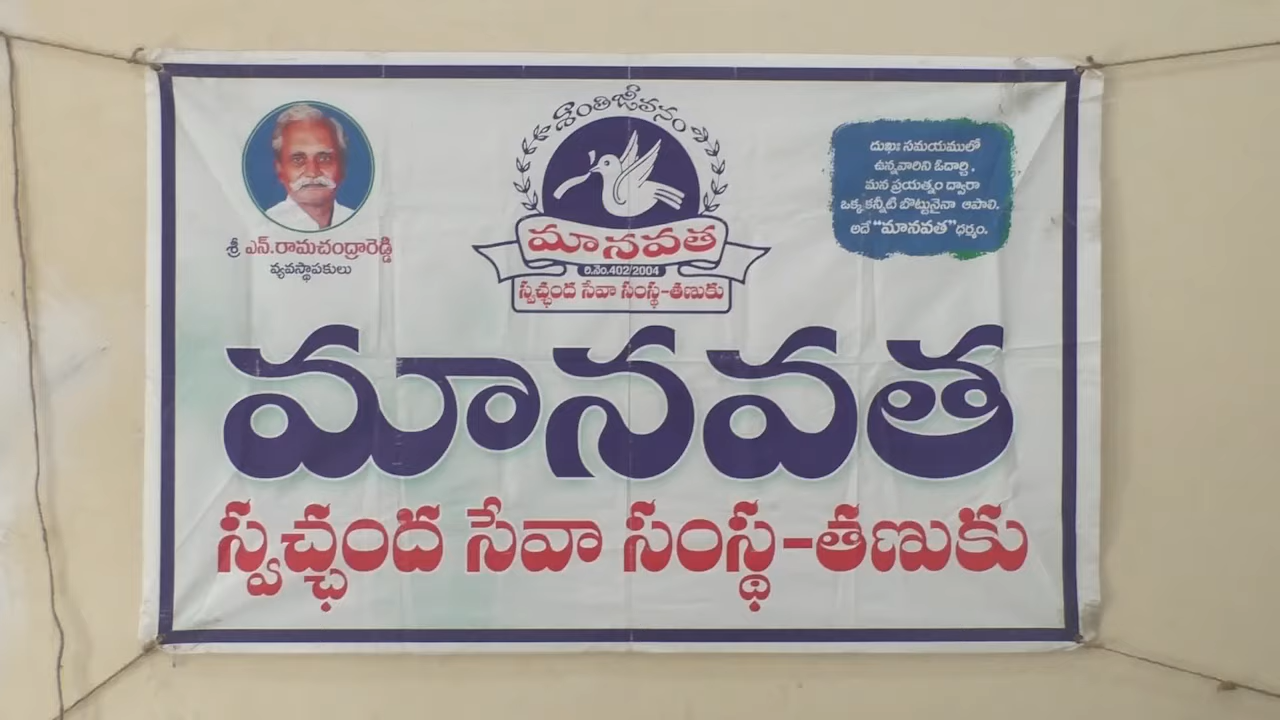 శ్రీ ఎన్.రామచంద్రారెడ్డి
వ్యవస్థాపకులు
శాంతిజీవనం
మానవత
రి.నెం.402/2004
స్వచ్ఛంద సేవా సంస్థ-తణుకు
దుఃఖ సమయములో
ఉన్నవారిని ఓదార్చి,
మన ప్రయత్నం ద్వారా
ఒక్క కన్నీటి బొట్టునైనా ఆపాలి.
అదే "మానవత" ధర్మం.
మానవత
స్వచ్ఛంద సేవా సంస్థ-తణుకు